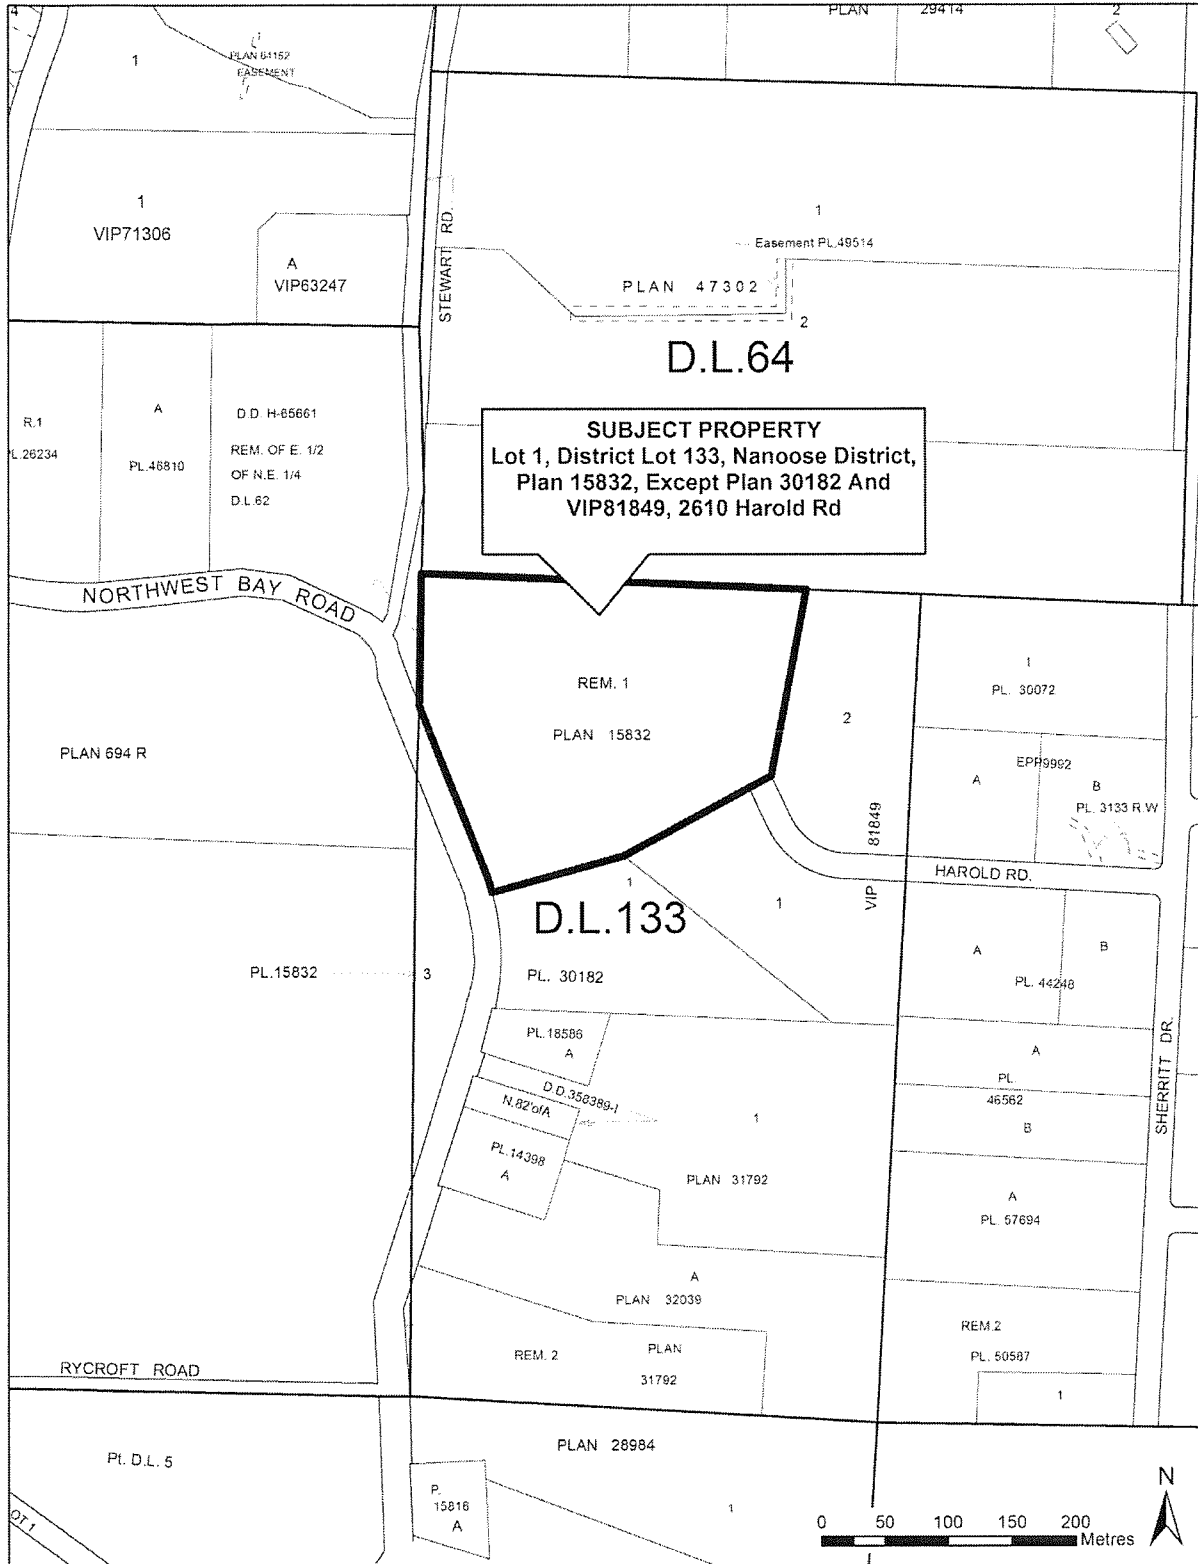 4
PLAN 29414
2
1
PLAN 61152
EASEMENT
1
VIP71306
A
VIP63247
STEWART RD.
1
Easement PL.49514
PLAN 47302
2
D.L.64
R.1
L.26234
A
PL.46810
D.D. H-65661
REM. OF E. 1/2
OF N.E. 1/4
D.L.62
SUBJECT PROPERTY
Lot 1, District Lot 133, Nanoose District,
Plan 15832, Except Plan 30182 And
VIP81849, 2610 Harold Rd
NORTHWEST BAY ROAD
REM. 1
PLAN 15832
2
1
PL. 30072
PLAN 694 R
EPP9992
A
B
PL. 3133 R.W
VIP 81849
HAROLD RD.
1
D.L.133
1
A
B
PL. 44248
PL.15832
3
PL. 30182
PL.18586
A
A
PL.
46562
B
SHERRITT DR.
D.D.358389-I
N.82'ofA
PL.14398
A
1
PLAN 31792
A
PL. 57694
A
PLAN 32039
REM. 2
PLAN
31792
REM.2
PL. 50587
1
RYCROFT ROAD
Pt. D.L. 5
PLAN 28984
P.
15816
A
1
OT 1
N
0 50 100 150 200
Metres